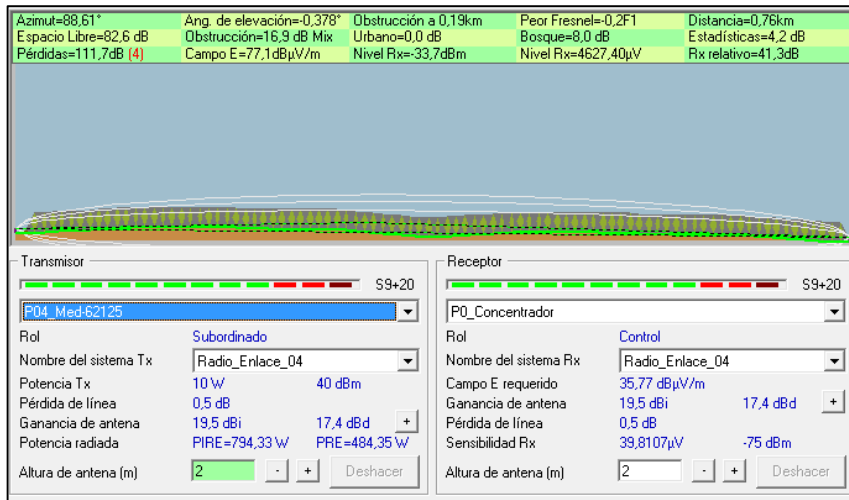 Azimut=88,61° Ang. de elevación=-0,378° Obstrucción a 0,19km Peor Fresnel=-0,2F1 Distancia=0,76km
Espacio Libre=82,6 dB Obstrucción=16,9 dB Mix Urbano=0,0 dB Bosque=8,0 dB Estadísticas=4,2 dB
Pérdidas=111,7dB (4) Campo E=77,1dBµV/m Nivel Rx=-33,7dBm Nivel Rx=4627,40µV Rx relativo=41,3dB
Transmisor
S9+20
P04_Med-62125
Rol Subordinado
Nombre del sistema Tx Radio_Enlace_04
Potencia Tx 10 W 40 dBm
Pérdida de línea 0,5 dB
Ganancia de antena 19,5 dBi 17,4 dBd +
Potencia radiada PIRE=794,33 W PRE=484,35 W
Altura de antena (m) 2 - + Deshacer
Receptor
S9+20
P0_Concentrador
Rol Control
Nombre del sistema Rx Radio_Enlace_04
Campo E requerido 35,77 dBµV/m
Ganancia de antena 19,5 dBi 17,4 dBd +
Pérdida de línea 0,5 dB
Sensibilidad Rx 39,8107µV -75 dBm
Altura de antena (m) 2 - + Deshacer